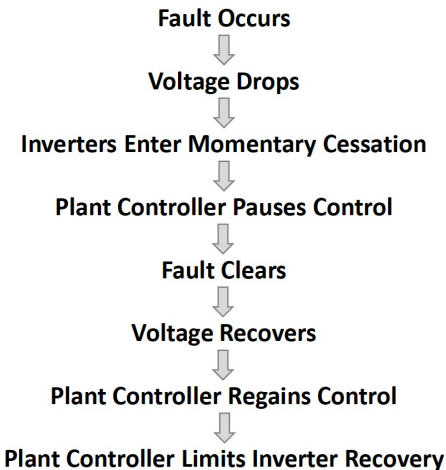 Fault Occurs
Voltage Drops
Inverters Enter Momentary Cessation
Plant Controller Pauses Control
Fault Clears
Voltage Recovers
Plant Controller Regains Control
Plant Controller Limits Inverter Recovery